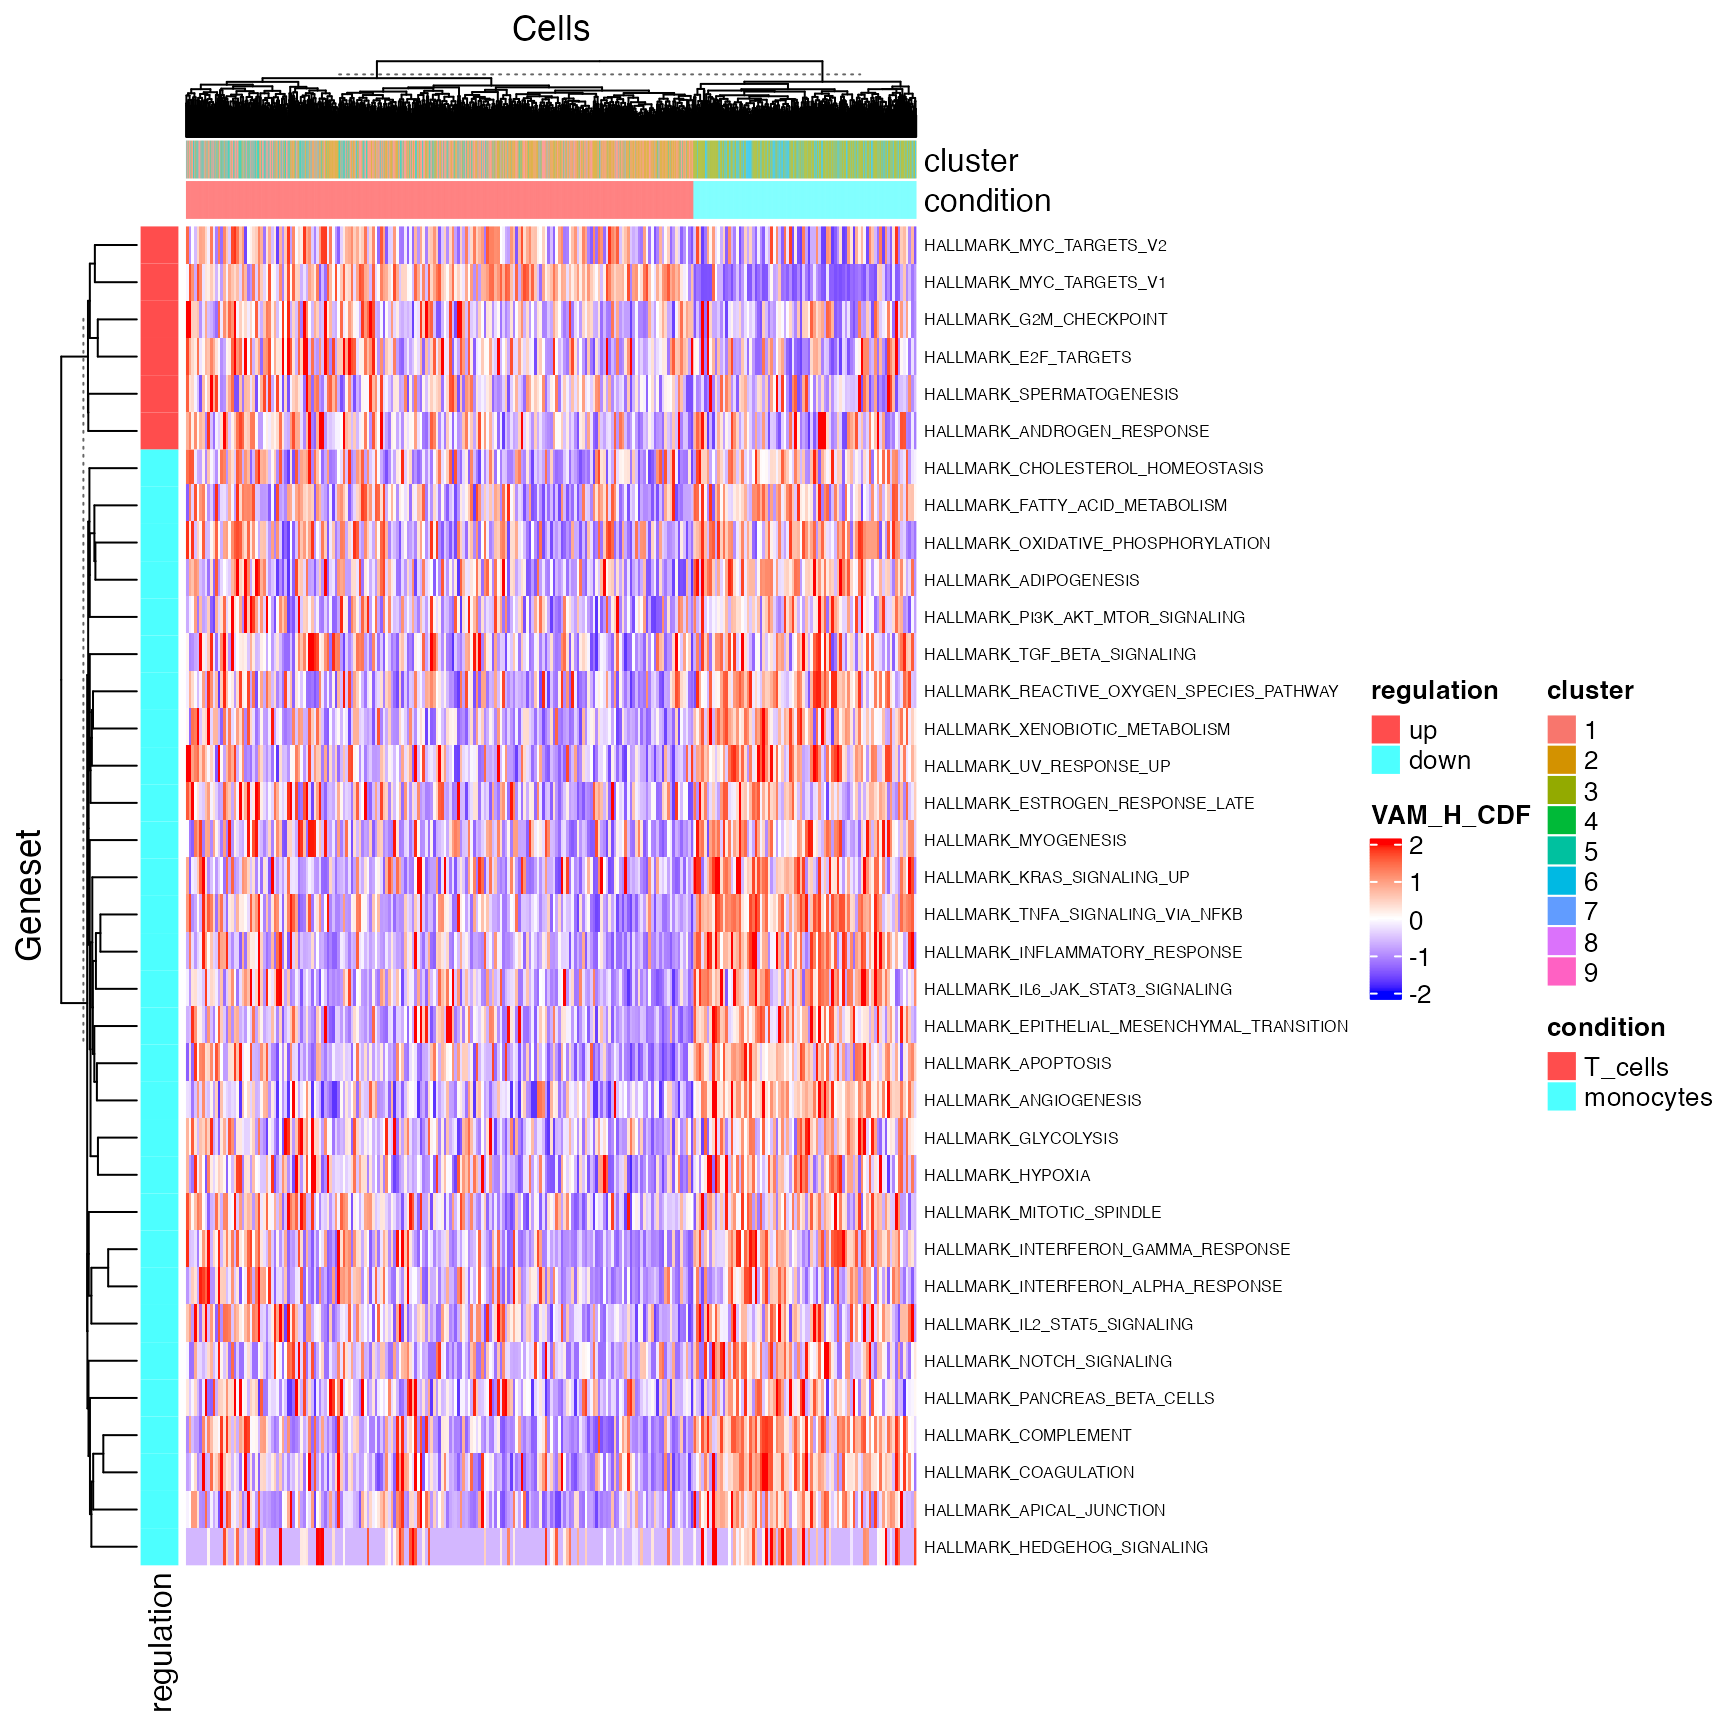 Cells
cluster
condition
HALLMARK_MYC_TARGETS_V2
HALLMARK_MYC_TARGETS_V1
HALLMARK_G2M_CHECKPOINT
HALLMARK_E2F_TARGETS
HALLMARK_SPERMATOGENESIS
HALLMARK_ANDROGEN_RESPONSE
HALLMARK_CHOLESTEROL_HOMEOSTASIS
HALLMARK_FATTY_ACID_METABOLISM
HALLMARK_OXIDATIVE_PHOSPHORYLATION
HALLMARK_ADIPOGENESIS
HALLMARK_PI3K_AKT_MTOR_SIGNALING
HALLMARK_TGF_BETA_SIGNALING
HALLMARK_REACTIVE_OXYGEN_SPECIES_PATHWAY
HALLMARK_XENOBIOTIC_METABOLISM
HALLMARK_UV_RESPONSE_UP
HALLMARK_ESTROGEN_RESPONSE_LATE
HALLMARK_MYOGENESIS
HALLMARK_KRAS_SIGNALING_UP
HALLMARK_TNFA_SIGNALING_VIA_NFKB
HALLMARK_INFLAMMATORY_RESPONSE
HALLMARK_IL6_JAK_STAT3_SIGNALING
HALLMARK_EPITHELIAL_MESENCHYMAL_TRANSITION
HALLMARK_APOPTOSIS
HALLMARK_ANGIOGENESIS
HALLMARK_GLYCOLYSIS
HALLMARK_HYPOXIA
HALLMARK_MITOTIC_SPINDLE
HALLMARK_INTERFERON_GAMMA_RESPONSE
HALLMARK_INTERFERON_ALPHA_RESPONSE
HALLMARK_IL2_STAT5_SIGNALING
HALLMARK_NOTCH_SIGNALING
HALLMARK_PANCREAS_BETA_CELLS
HALLMARK_COMPLEMENT
HALLMARK_COAGULATION
HALLMARK_APICAL_JUNCTION
HALLMARK_HEDGEHOG_SIGNALING
Geneset
regulation
regulation
up
down
VAM_H_CDF
2
1
0
-1
-2
cluster
1
2
3
4
5
6
7
8
9
condition
T_cells
monocytes